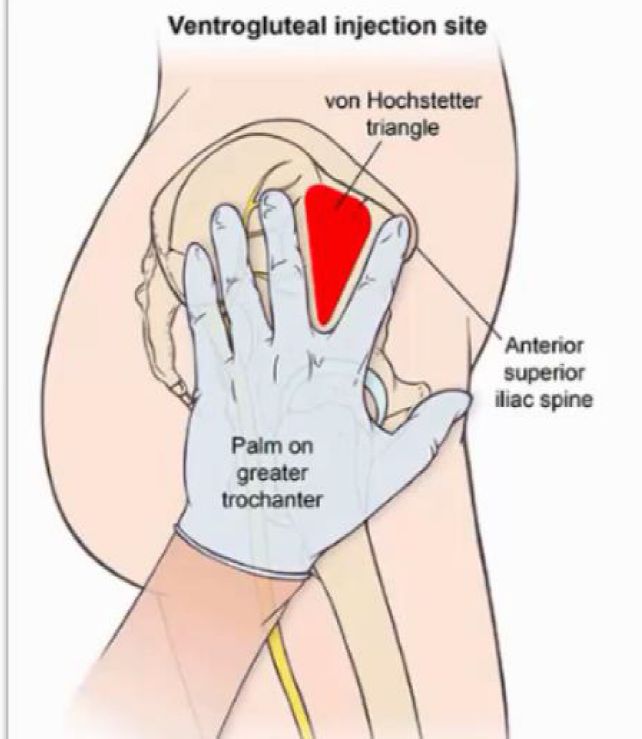 Ventrogluteal injection site
von Hochstetter
triangle
Anterior
superior
iliac spine
Palm on
greater
trochanter